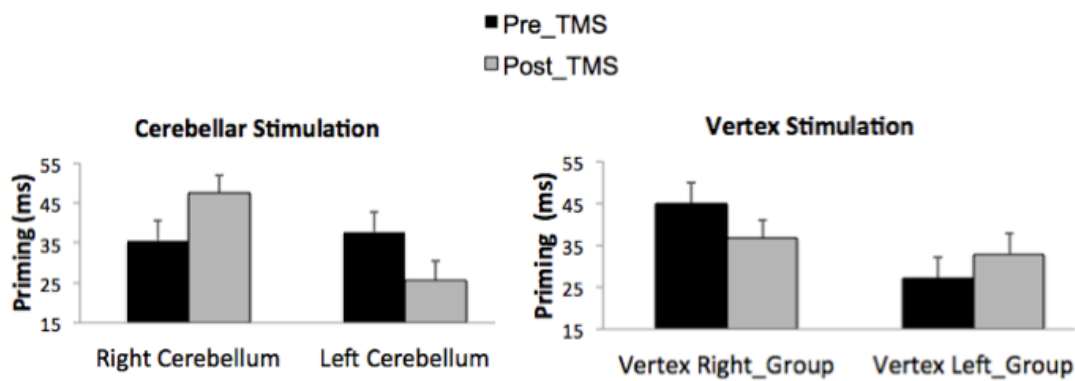 Pre_TMS
Post_TMS
Cerebellar Stimulation
Priming (ms)
55
45
35
25
15
Right Cerebellum
Left Cerebellum
Vertex Stimulation
Priming (ms)
55
45
35
25
15
Vertex Right_Group
Vertex Left_Group